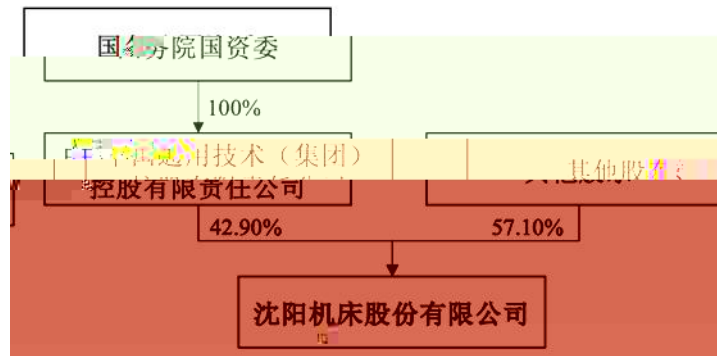 国务院国资委
100%
通用技术（集团）
其他股
控股有限责任公司
42.90%
57.10%
沈阳机床股份有限公司